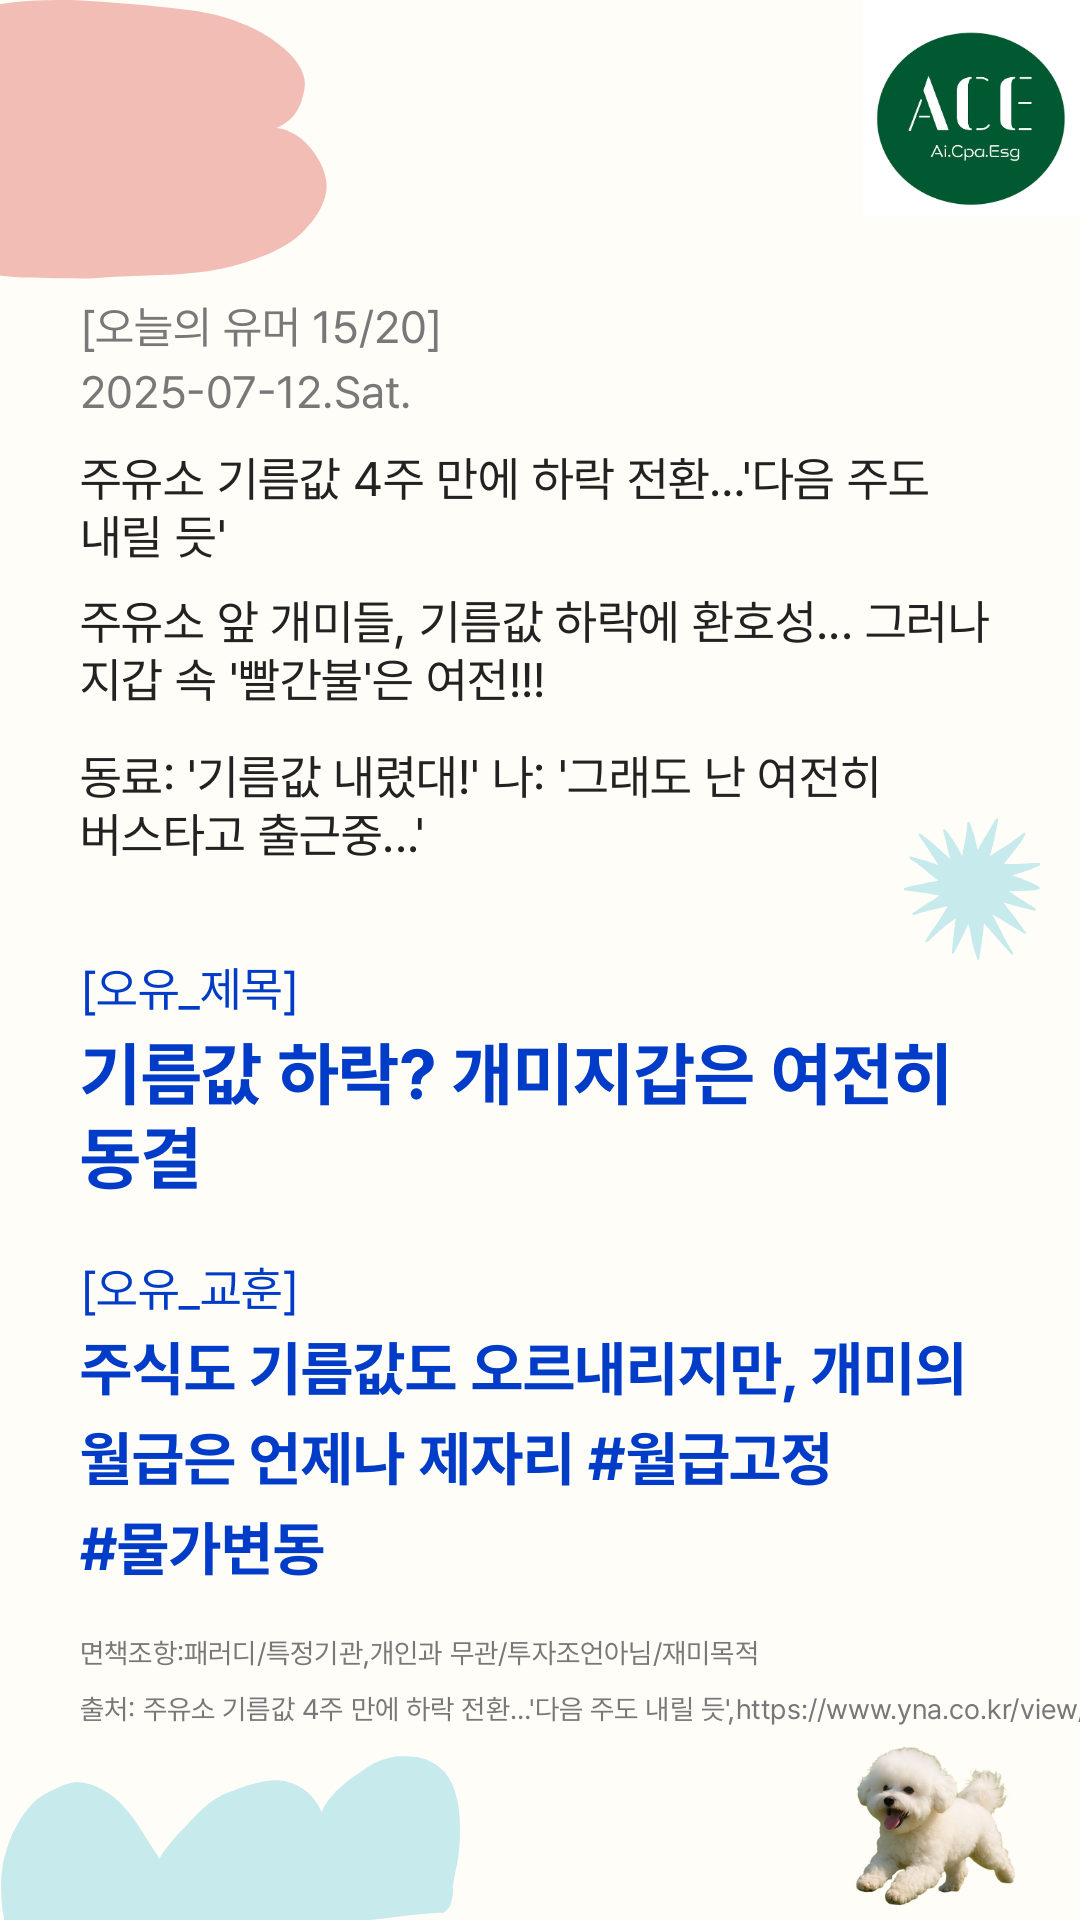 ACE
Ai.Cpa.Esg
[오늘의 유머 15/20]
2025-07-12.Sat.
주유소 기름값 4주 만에 하락 전환...'다음 주도
내릴 듯'
주유소 앞 개미들, 기름값 하락에 환호성... 그러나
지갑 속 '빨간불'은 여전!!!
동료: '기름값 내렸대!' 나: '그래도 난 여전히
버스타고 출근중...'
[오유_제목]
기름값 하락? 개미지갑은 여전히
동결
[오유_교훈]
주식도 기름값도 오르내리지만, 개미의
월급은 언제나 제자리 #월급고정
#물가변동
면책조항:패러디/특정기관,개인과 무관/투자조언아님/재미목적
출처: 주유소 기름값 4주 만에 하락 전환...'다음 주도 내릴 듯',https://www.yna.co.kr/view/